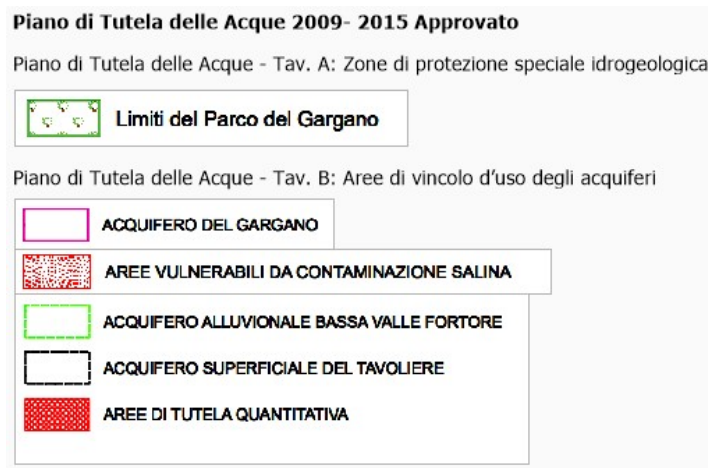 Piano di Tutela delle Acque 2009- 2015 Approvato
Piano di Tutela delle Acque - Tav. A: Zone di protezione speciale idrogeologica
Limiti del Parco del Gargano
Piano di Tutela delle Acque - Tav. B: Aree di vincolo d'uso degli acquiferi
ACQUIFERO DEL GARGANO
AREE VULNERABILI DA CONTAMINAZIONE SALINA
ACQUIFERO ALLUVIONALE BASSA VALLE FORTORE
ACQUIFERO SUPERFICIALE DEL TAVOLIERE
AREE DI TUTELA QUANTITATIVA